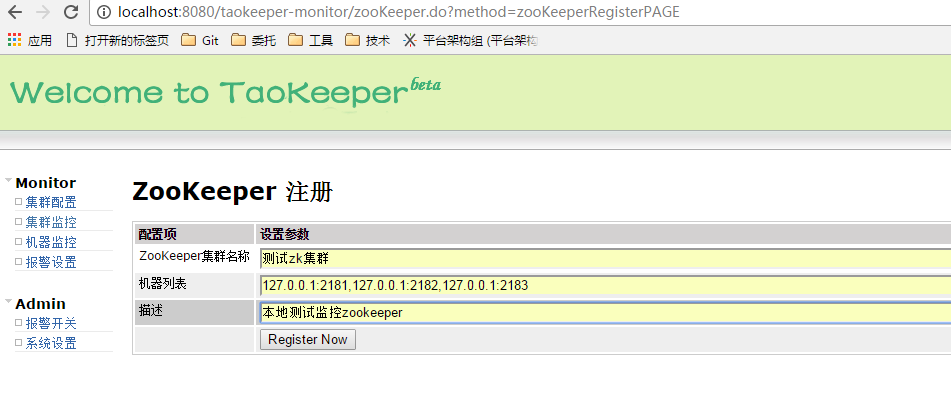 localhost:8080/taokeeper-monitor/zooKeeper.do?method=zooKeeperRegisterPAGE
应用 打开新的标签页 Git 委托 工具 技术 平台架构组 (平台架构
Welcome to TaoKeeper beta
Monitor
集群配置
集群监控
机器监控
报警设置
Admin
报警开关
系统设置
ZooKeeper 注册
配置项 设置参数
ZooKeeper集群名称 测试zk集群
机器列表 127.0.0.1:2181,127.0.0.1:2182,127.0.0.1:2183
描述 本地测试监控zookeeper
Register Now